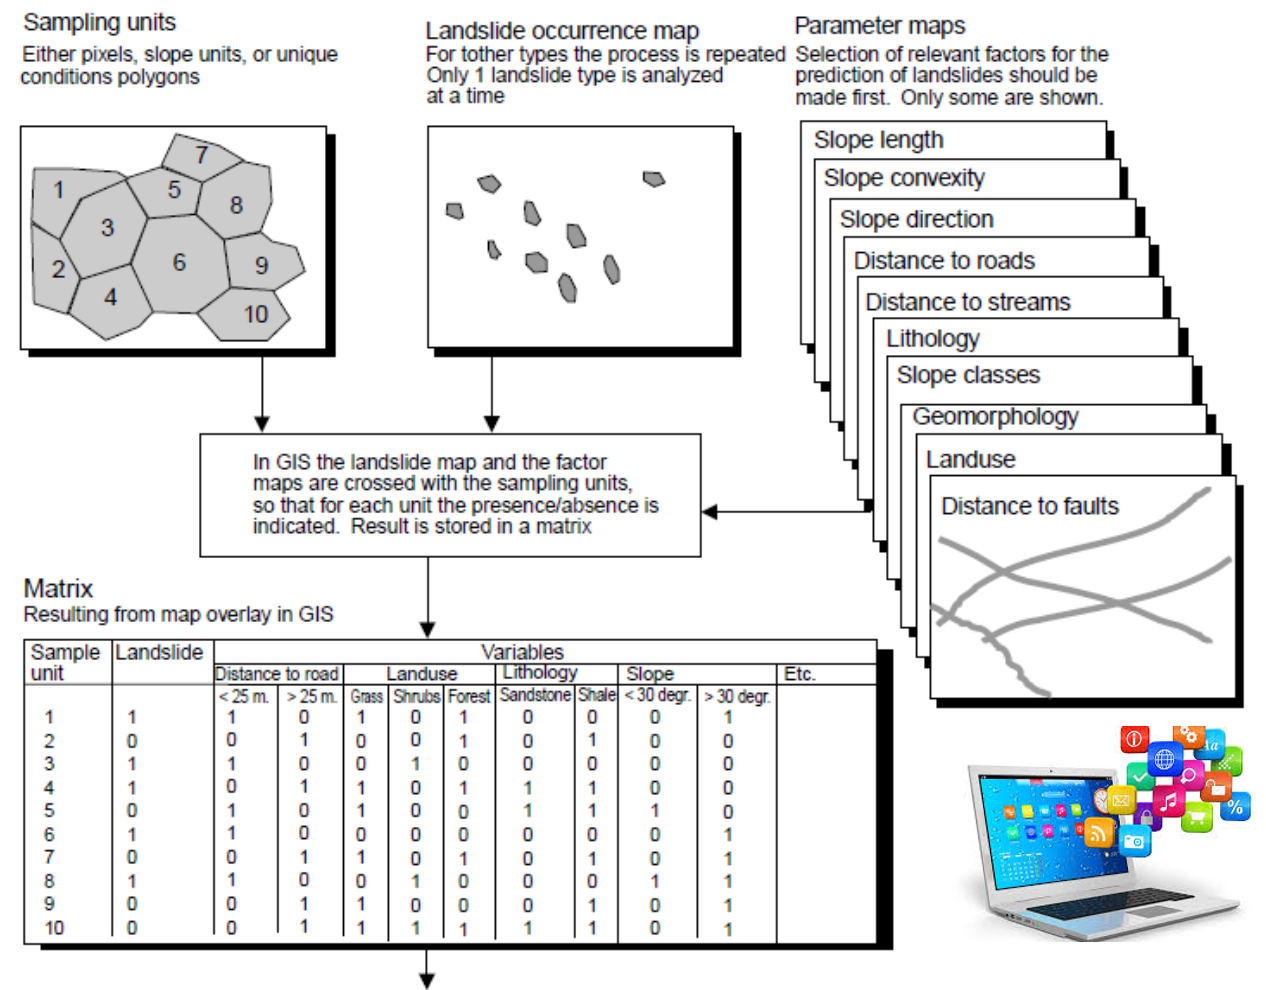 Sampling units
Either pixels, slope units, or unique
conditions polygons
Landslide occurrence map
For tother types the process is repeated
Only 1 landslide type is analyzed
at a time
Parameter maps
Selection of relevant factors for the
prediction of landslides should be
made first. Only some are shown.
7
1
5
8
3
2
6
9
4
10
Slope length
Slope convexity
Slope direction
Distance to roads
Distance to streams
Lithology
Slope classes
Geomorphology
Landuse
Distance to faults
In GIS the landslide map and the factor
maps are crossed with the sampling units,
so that for each unit the presence/absence is
indicated. Result is stored in a matrix
Matrix
Resulting from map overlay in GIS
Sample unit Landslide Variables
Distance to road Landuse Lithology Slope Etc.
< 25 m. > 25 m. Grass Shrubs Forest Sandstone Shale < 30 degr. > 30 degr.
1 1 1 0 1 0 1 0 0 0 1
2 0 0 1 0 0 1 0 1 0 0
3 1 1 0 0 1 0 0 0 0 0
4 1 0 1 1 0 1 1 1 0 0
5 0 1 0 1 0 0 1 1 1 0
6 1 1 0 0 0 0 0 0 0 1
7 0 0 1 1 0 1 0 1 0 1
8 1 1 0 0 1 0 0 0 1 1
9 0 0 1 1 0 0 0 1 0 1
10 0 0 1 1 1 1 1 1 0 1
Aa
%